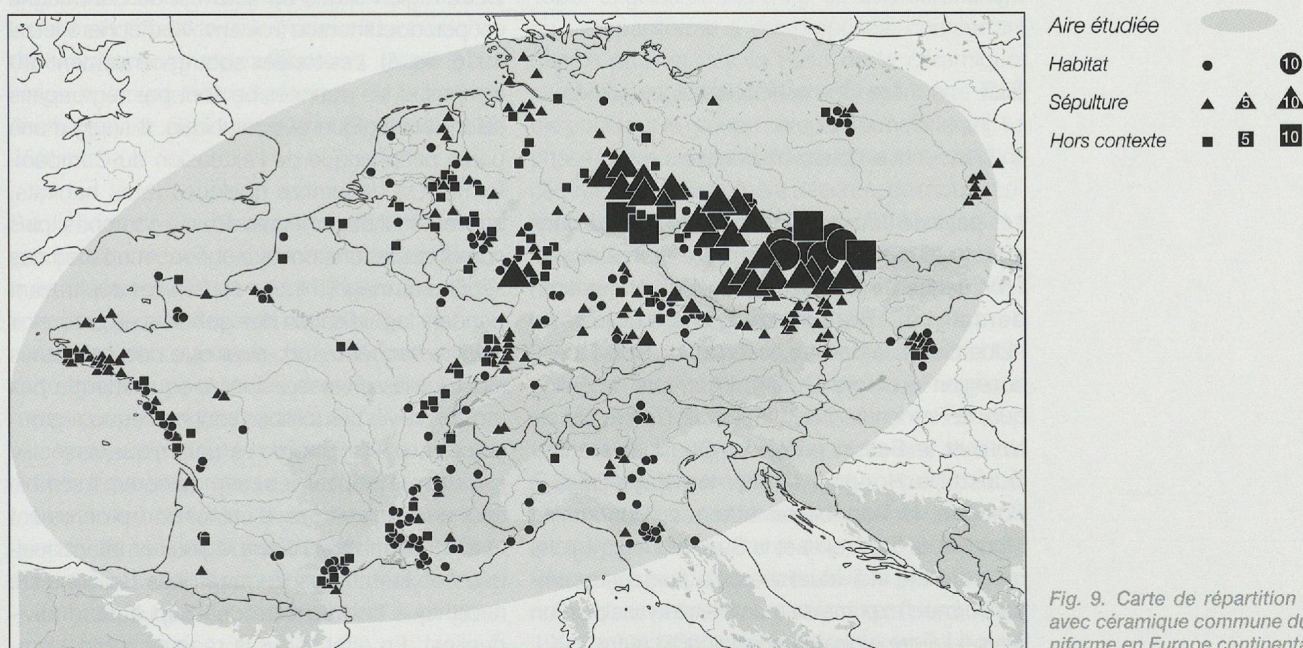 Aire étudiée
Habitat 10
Sépulture 5 10
Hors contexte 5 10
Fig. 9. Carte de répartition
avec céramique commune du
niforme en Europe continenta